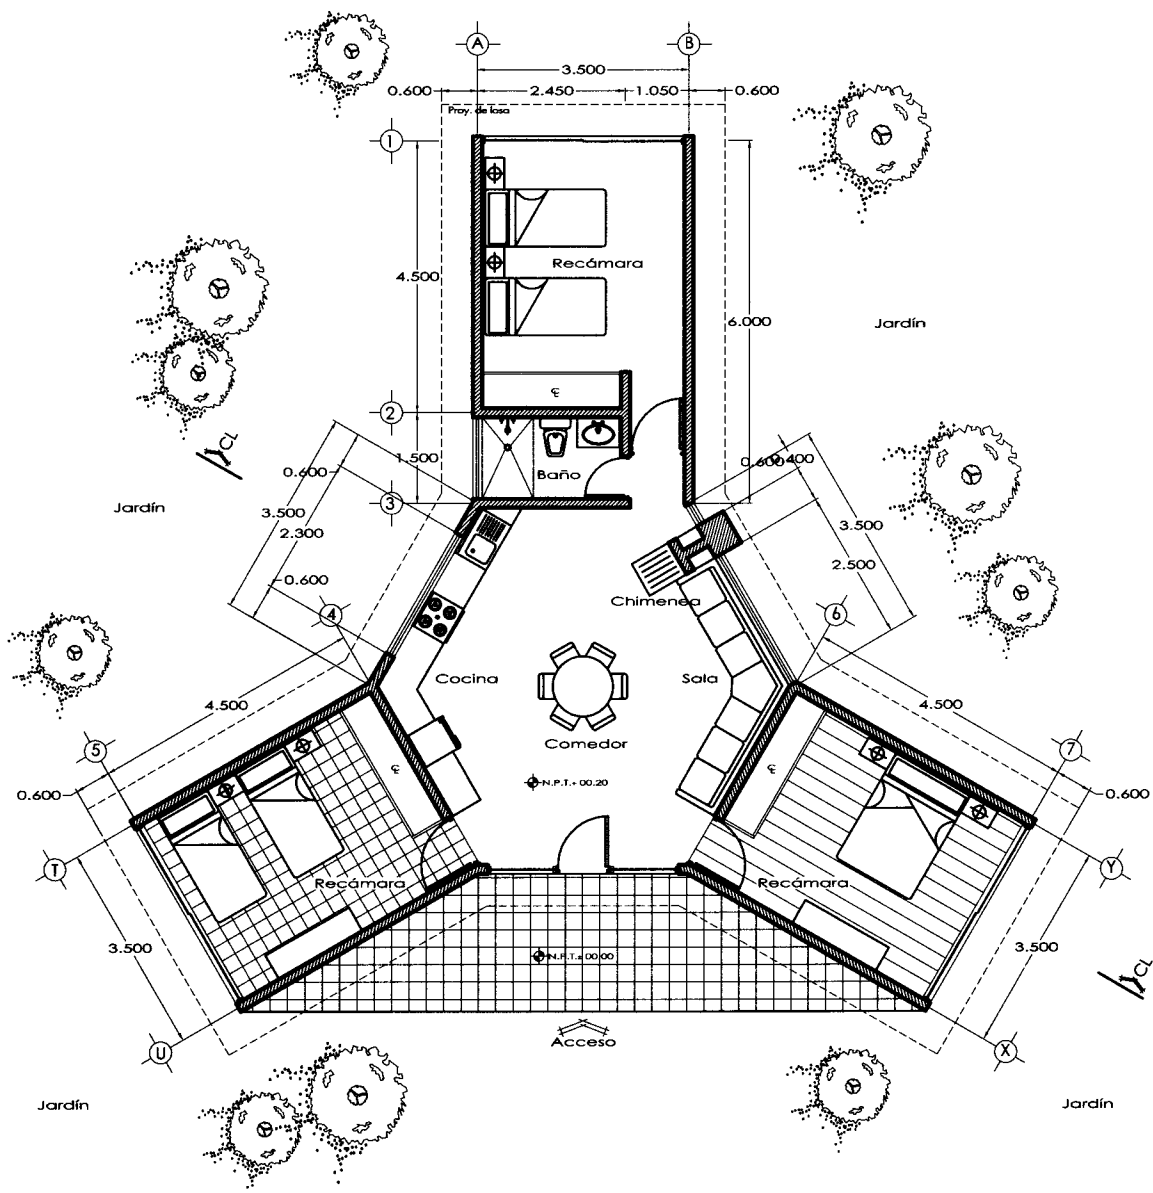 A
B
3.500
0.600
2.450
1.050
0.600
Proy. de losa
1
Recámara
4.500
6.000
Jardín
2
CL
1.500
Baño
0.600
0.600
0.400
3
Jardín
3.500
2.300
3.500
2.500
0.600
4
Chimenea
6
Cocina
Sala
4.500
4.500
Comedor
5
7
N.P.T.+ 00.20
0.600
0.600
T
Recámara
Recámara
Y
3.500
3.500
N.P.T.± 00.00
CL
U
Acceso
X
Jardín
Jardín